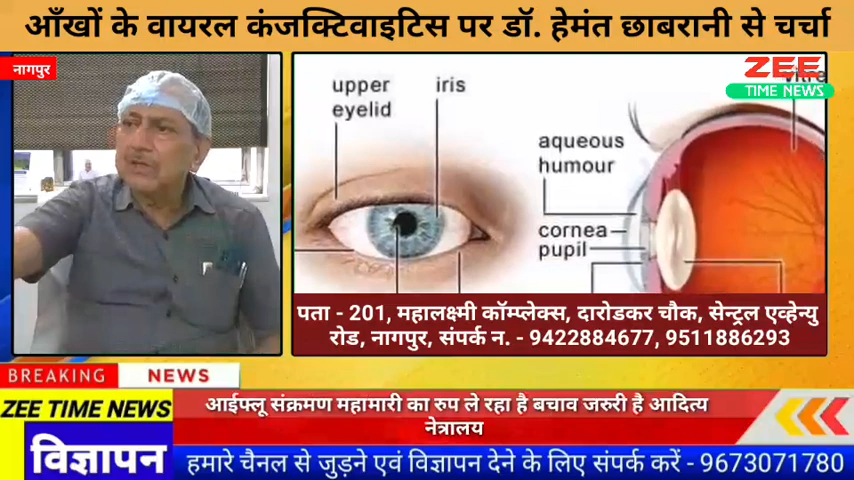 आँखों के वायरल कंजक्टिवाइटिस पर डॉ. हेमंत छाबरानी से चर्चा
नागपुर
ZEE
TIME NEWS
upper
eyelid
iris
aqueous
humour
cornea
pupil
पता - 201, महालक्ष्मी कॉम्प्लेक्स, दारोडकर चौक, सेन्ट्रल एव्हेन्यु
रोड, नागपुर, संपर्क न. - 9422884677, 9511886293
BREAKING NEWS
ZEE TIME NEWS
आईफ्लू संक्रमण महामारी का रुप ले रहा है बचाव जरुरी है आदित्य
नेत्रालय
विज्ञापन
हमारे चैनल से जुड़ने एवं विज्ञापन देने के लिए संपर्क करें - 9673071780